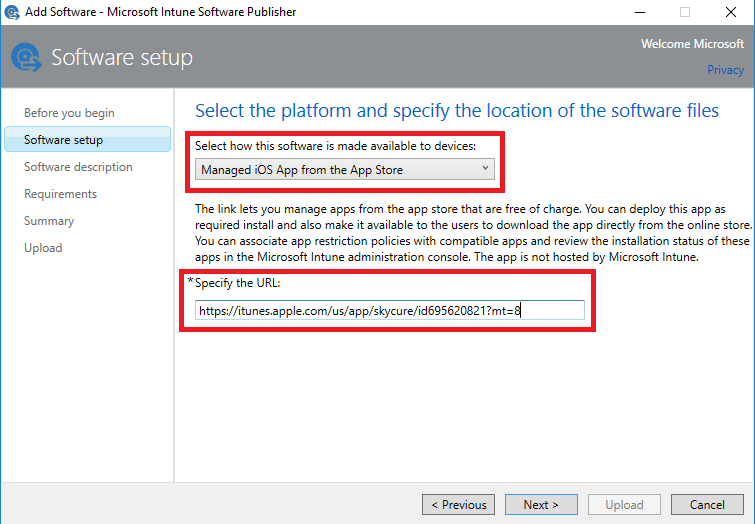 Add Software - Microsoft Intune Software Publisher
Welcome Microsoft
Software setup
Privacy
Before you begin
Software setup
Software description
Requirements
Summary
Upload
Select the platform and specify the location of the software files
Select how this software is made available to devices:
Managed iOS App from the App Store
The link lets you manage apps from the app store that are free of charge. You can deploy this app as
required install and also make it available to the users to download the app directly from the online store.
You can associate app restriction policies with compatible apps and review the installation status of these
apps in the Microsoft Intune administration console. The app is not hosted by Microsoft Intune.
* Specify the URL:
https://itunes.apple.com/us/app/skycure/id695620821?mt=8
< Previous
Next >
Upload
Cancel